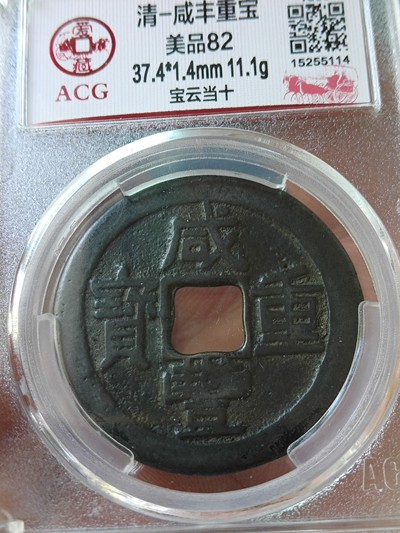 清-咸丰重宝
美品82
37.4*1.4mm 11.1g
宝云当十
ACG
15255114
咸
寶 重
豐
AC